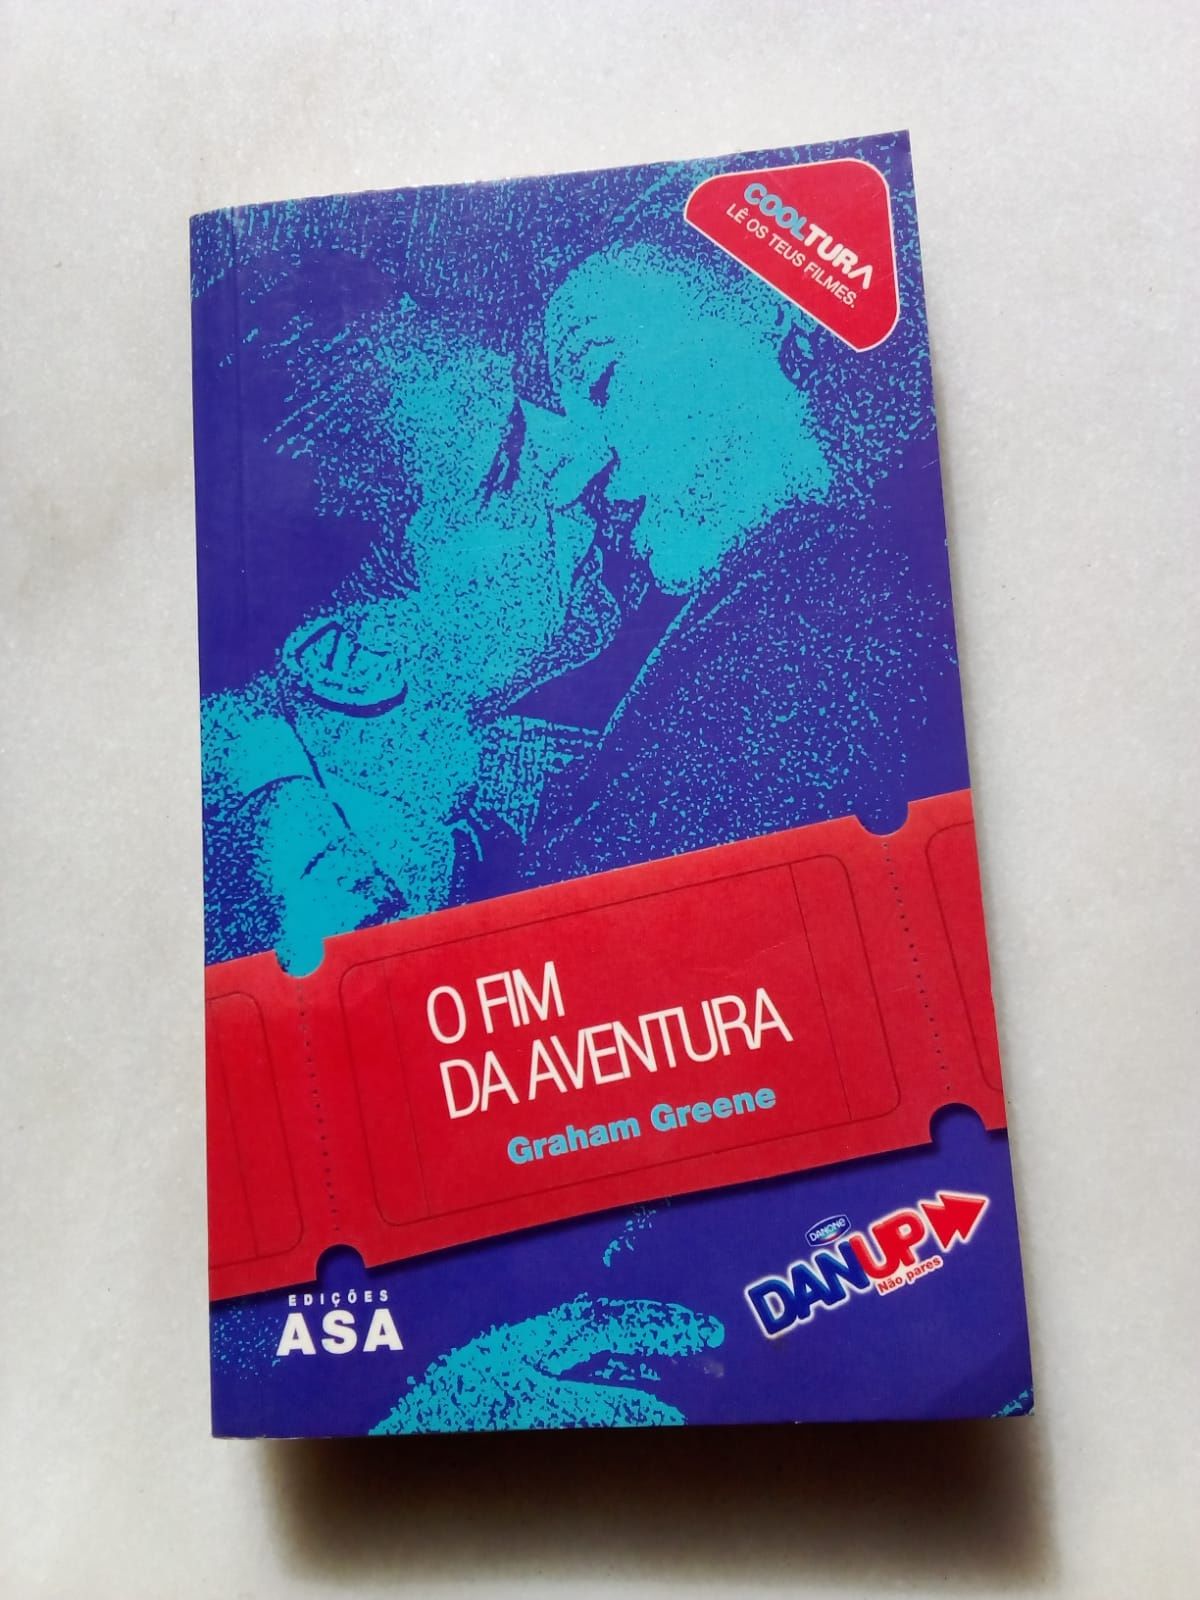 COOLTURA
LÊ OS TEUS FILMES.
O FIM
DA AVENTURA
Graham Greene
DANONE
DANUP
Não pares
EDIÇÕES
ASA